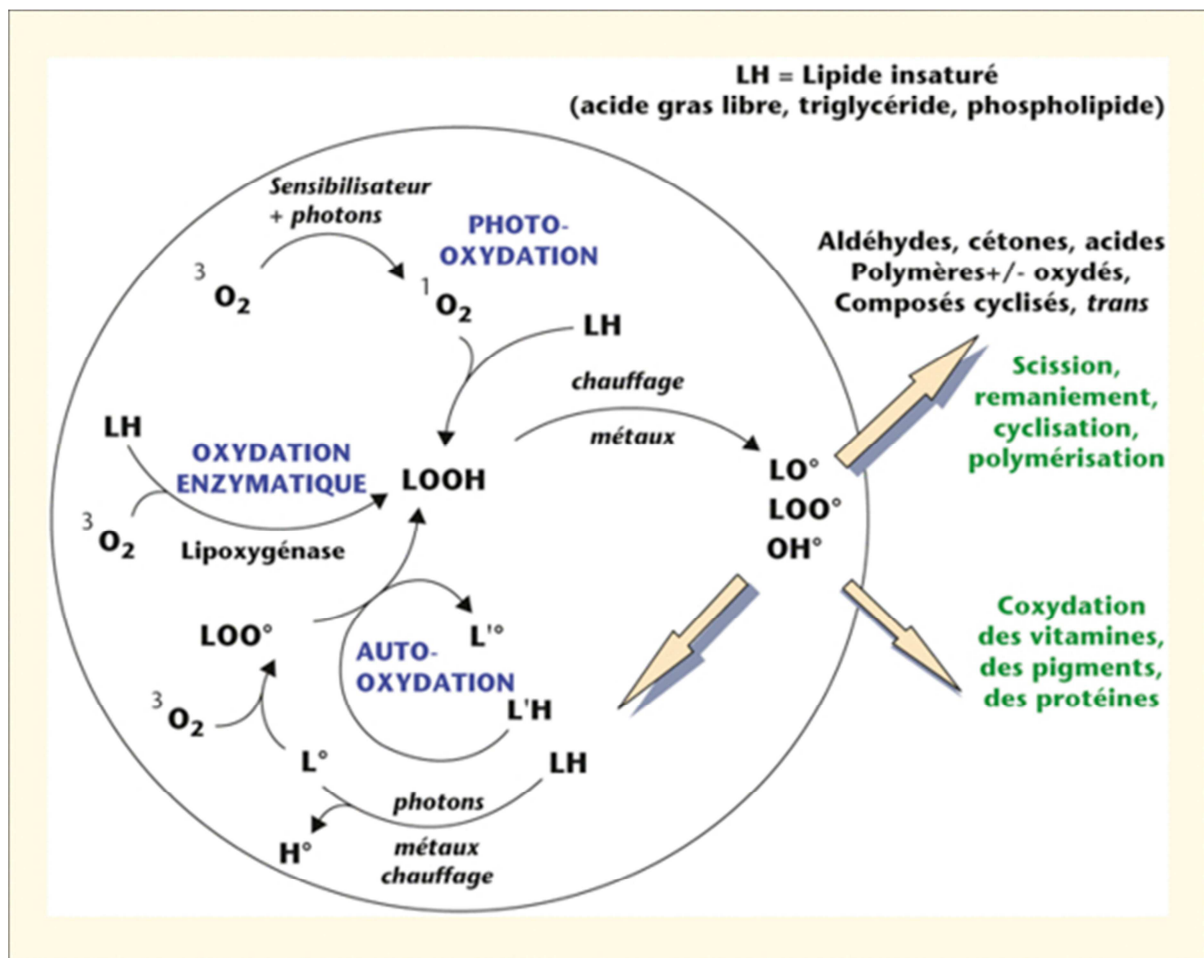 LH = Lipide insaturé
(acide gras libre, triglycéride, phospholipide)
Sensibilisateur
+ photons
PHOTO-
OXYDATION
3O2
1O2
LH
Aldéhydes, cétones, acides
Polymères+/- oxydés,
Composés cyclisés, trans
Scission,
remaniement,
cyclisation,
polymérisation
chauffage
métaux
LH
OXYDATION
ENZYMATIQUE
LOOH
3O2
Lipoxygénase
LO°
LOO°
OH°
LOO°
L'°
AUTO-
OXYDATION
Coxydation
des vitamines,
des pigments,
des protéines
3O2
L'H
L°
LH
photons
H°
métaux
chauffage